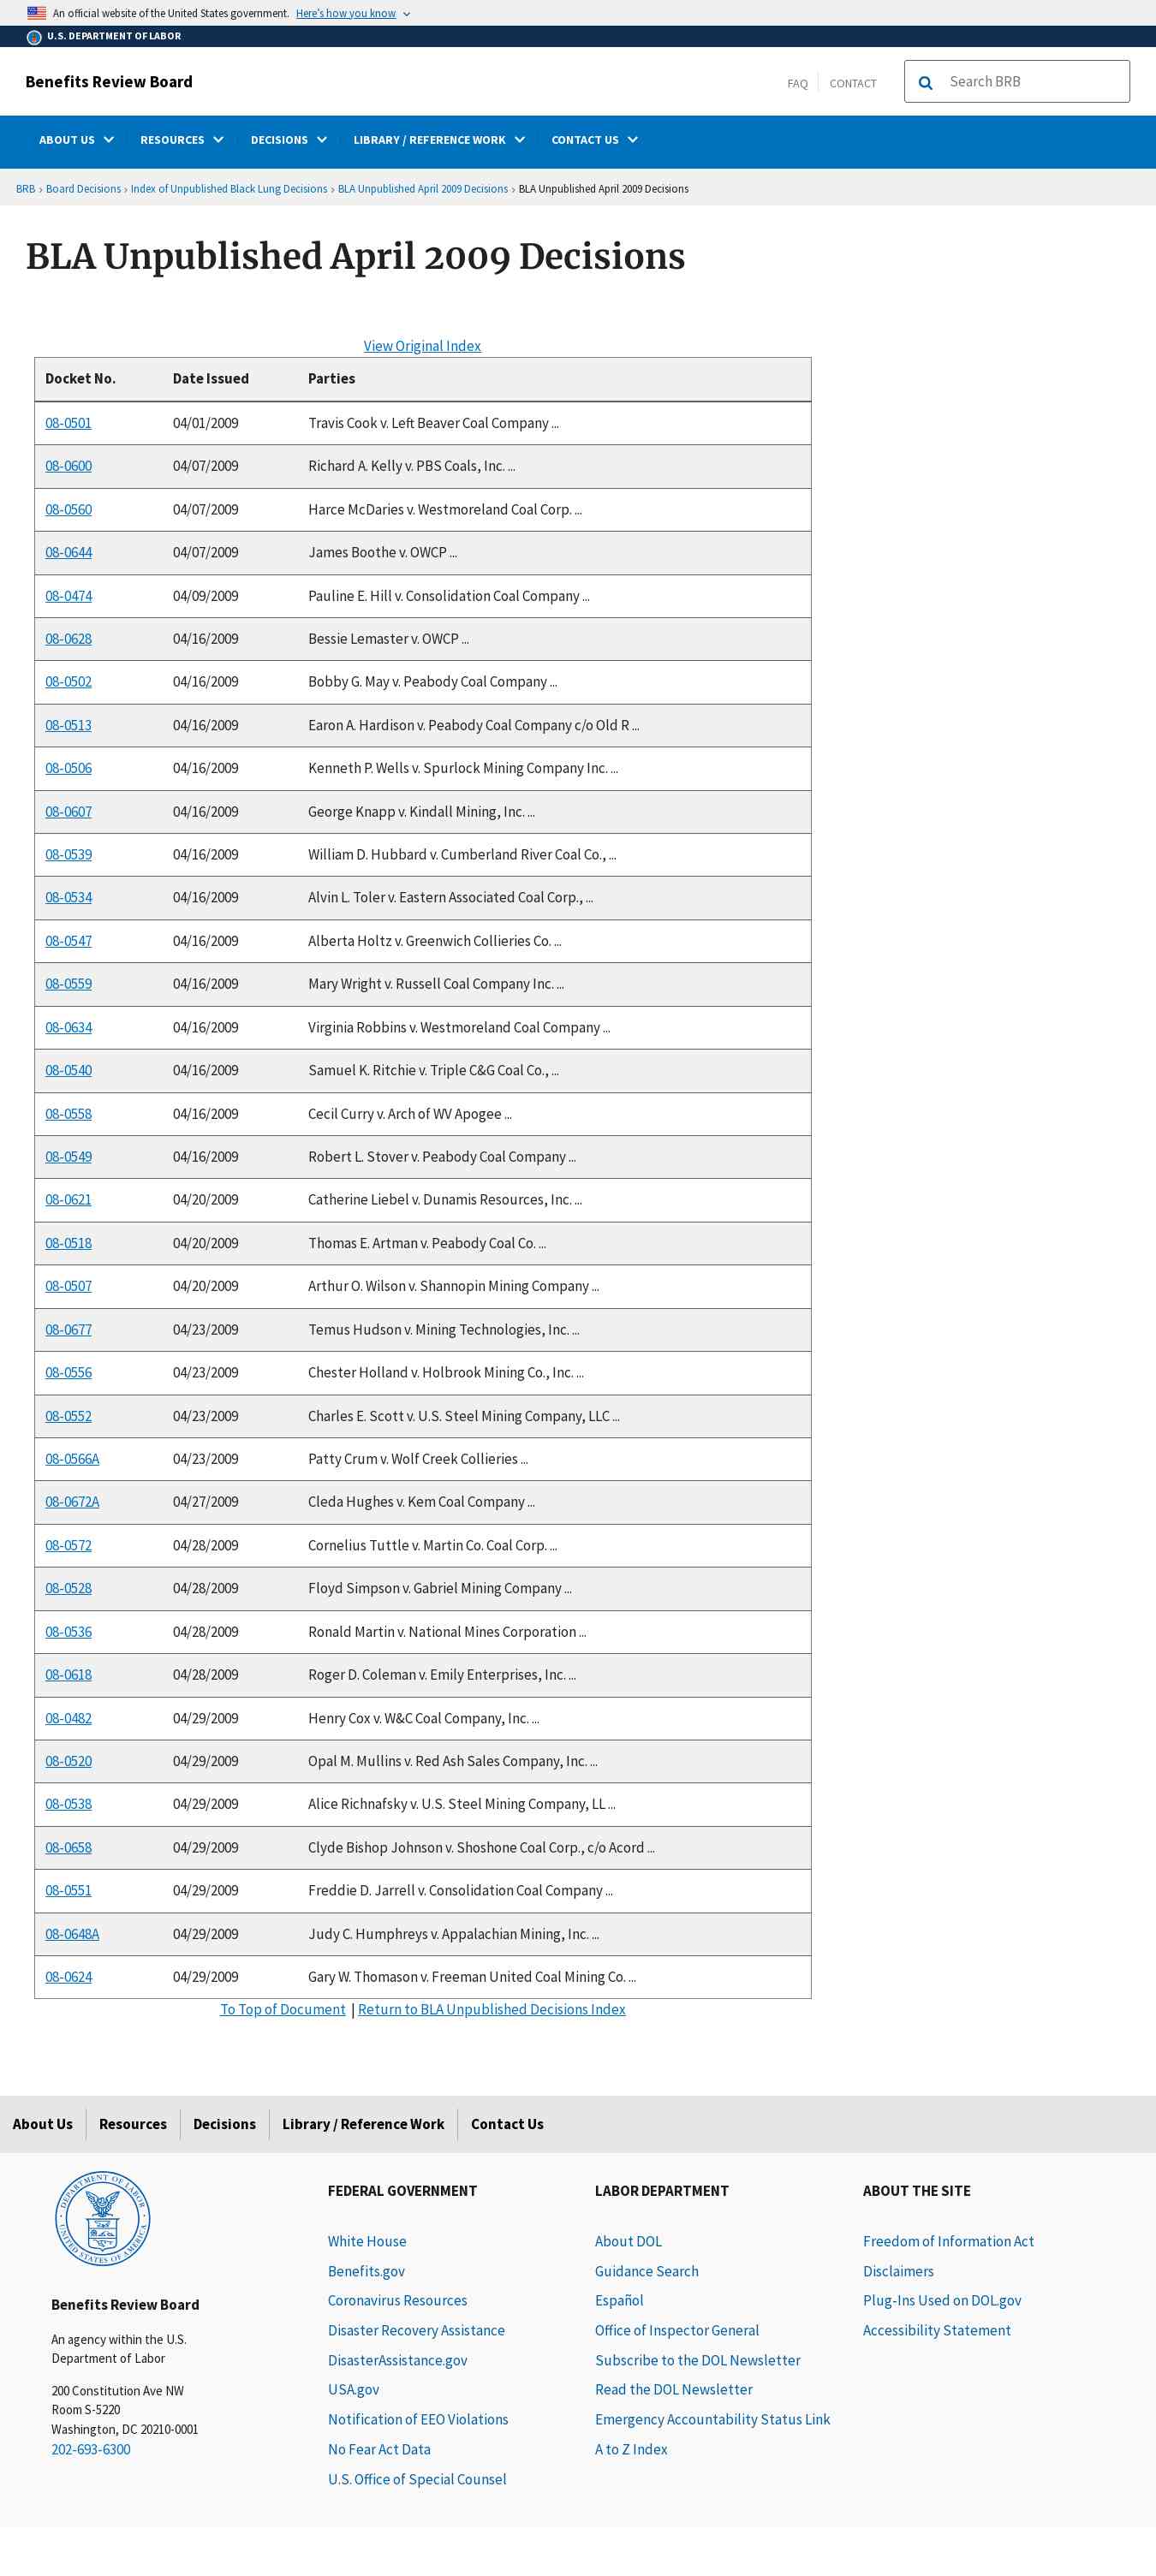 An official website of the United States government. Here's how you know
U.S. DEPARTMENT OF LABOR
Benefits Review Board
FAQ CONTACT Search BRB
ABOUT US RESOURCES DECISIONS LIBRARY / REFERENCE WORK CONTACT US
BRB › Board Decisions › Index of Unpublished Black Lung Decisions › BLA Unpublished April 2009 Decisions › BLA Unpublished April 2009 Decisions
BLA Unpublished April 2009 Decisions
View Original Index
Docket No. Date Issued Parties
08-0501 04/01/2009 Travis Cook v. Left Beaver Coal Company ...
08-0600 04/07/2009 Richard A. Kelly v. PBS Coals, Inc. ...
08-0560 04/07/2009 Harce McDaries v. Westmoreland Coal Corp. ...
08-0644 04/07/2009 James Boothe v. OWCP ...
08-0474 04/09/2009 Pauline E. Hill v. Consolidation Coal Company ...
08-0628 04/16/2009 Bessie Lemaster v. OWCP ...
08-0502 04/16/2009 Bobby G. May v. Peabody Coal Company ...
08-0513 04/16/2009 Earon A. Hardison v. Peabody Coal Company c/o Old R ...
08-0506 04/16/2009 Kenneth P. Wells v. Spurlock Mining Company Inc. ...
08-0607 04/16/2009 George Knapp v. Kindall Mining, Inc. ...
08-0539 04/16/2009 William D. Hubbard v. Cumberland River Coal Co., ...
08-0534 04/16/2009 Alvin L. Toler v. Eastern Associated Coal Corp., ...
08-0547 04/16/2009 Alberta Holtz v. Greenwich Collieries Co. ...
08-0559 04/16/2009 Mary Wright v. Russell Coal Company Inc. ...
08-0634 04/16/2009 Virginia Robbins v. Westmoreland Coal Company ...
08-0540 04/16/2009 Samuel K. Ritchie v. Triple C&G Coal Co., ...
08-0558 04/16/2009 Cecil Curry v. Arch of WV Apogee ...
08-0549 04/16/2009 Robert L. Stover v. Peabody Coal Company ...
08-0621 04/20/2009 Catherine Liebel v. Dunamis Resources, Inc. ...
08-0518 04/20/2009 Thomas E. Artman v. Peabody Coal Co. ...
08-0507 04/20/2009 Arthur O. Wilson v. Shannopin Mining Company ...
08-0677 04/23/2009 Temus Hudson v. Mining Technologies, Inc. ...
08-0556 04/23/2009 Chester Holland v. Holbrook Mining Co., Inc. ...
08-0552 04/23/2009 Charles E. Scott v. U.S. Steel Mining Company, LLC ...
08-0566A 04/23/2009 Patty Crum v. Wolf Creek Collieries ...
08-0672A 04/27/2009 Cleda Hughes v. Kem Coal Company ...
08-0572 04/28/2009 Cornelius Tuttle v. Martin Co. Coal Corp. ...
08-0528 04/28/2009 Floyd Simpson v. Gabriel Mining Company ...
08-0536 04/28/2009 Ronald Martin v. National Mines Corporation ...
08-0618 04/28/2009 Roger D. Coleman v. Emily Enterprises, Inc. ...
08-0482 04/29/2009 Henry Cox v. W&C Coal Company, Inc. ...
08-0520 04/29/2009 Opal M. Mullins v. Red Ash Sales Company, Inc. ...
08-0538 04/29/2009 Alice Richnafsky v. U.S. Steel Mining Company, LL ...
08-0658 04/29/2009 Clyde Bishop Johnson v. Shoshone Coal Corp., c/o Acord ...
08-0551 04/29/2009 Freddie D. Jarrell v. Consolidation Coal Company ...
08-0648A 04/29/2009 Judy C. Humphreys v. Appalachian Mining, Inc. ...
08-0624 04/29/2009 Gary W. Thomason v. Freeman United Coal Mining Co. ...
To Top of Document | Return to BLA Unpublished Decisions Index
About Us Resources Decisions Library / Reference Work Contact Us
DEPARTMENT OF LABOR
UNITED STATES OF AMERICA
Benefits Review Board
An agency within the U.S.
Department of Labor
200 Constitution Ave NW
Room S-5220
Washington, DC 20210-0001
202-693-6300
FEDERAL GOVERNMENT
White House
Benefits.gov
Coronavirus Resources
Disaster Recovery Assistance
DisasterAssistance.gov
USA.gov
Notification of EEO Violations
No Fear Act Data
U.S. Office of Special Counsel
LABOR DEPARTMENT
About DOL
Guidance Search
Español
Office of Inspector General
Subscribe to the DOL Newsletter
Read the DOL Newsletter
Emergency Accountability Status Link
A to Z Index
ABOUT THE SITE
Freedom of Information Act
Disclaimers
Plug-Ins Used on DOL.gov
Accessibility Statement